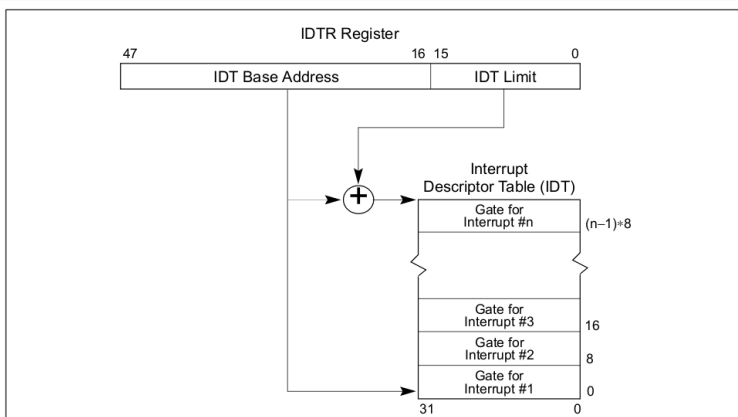 IDTR Register
47 16 15 0
IDT Base Address IDT Limit
+
Interrupt
Descriptor Table (IDT)
Gate for
Interrupt #n
(n–1)∗8
Gate for
Interrupt #3
16
Gate for
Interrupt #2
8
Gate for
Interrupt #1
0
31 0